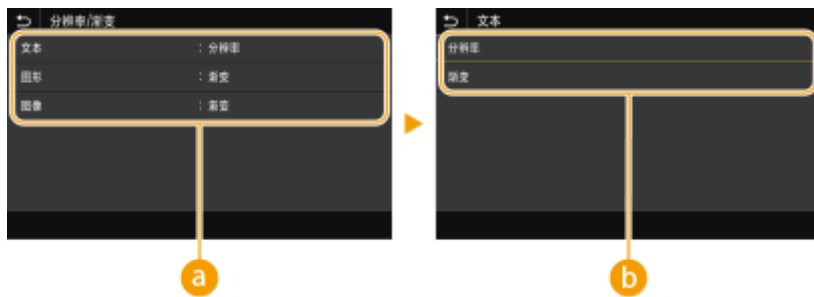 分辨率/渐变
文本 : 分辨率
图形 : 渐变
图像 : 渐变
a
文本
分辨率
渐变
b